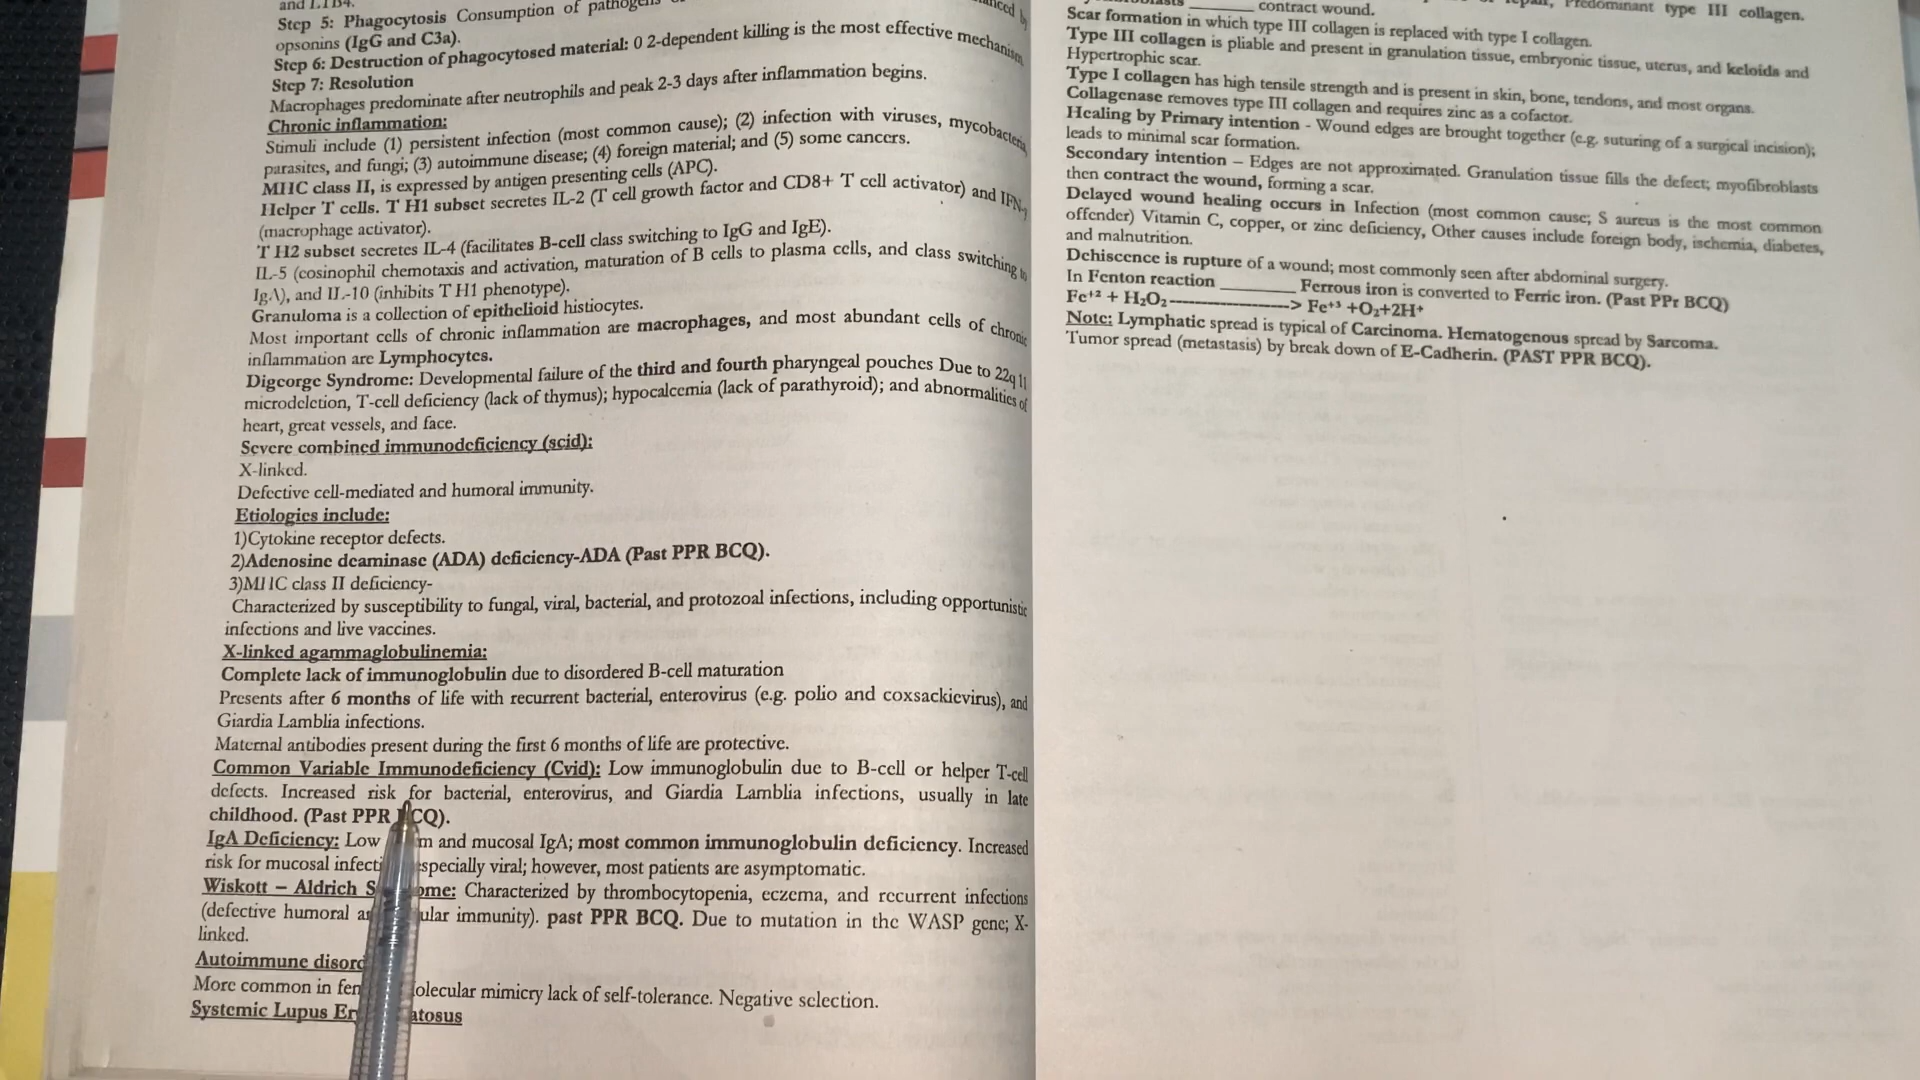 and LTB4.
Step 5: Phagocytosis Consumption of
opsonins (IgG and C3a).
Step 6: Destruction of phagocytosed material: 0 2-dependent killing is the most effective mechanism
Step 7: Resolution
Macrophages predominate after neutrophils and peak 2-3 days after inflammation begins.
Chronic inflammation:
Stimuli include (1) persistent infection (most common cause); (2) infection with viruses, mycobacteria,
parasites, and fungi; (3) autoimmune disease; (4) foreign material; and (5) some cancers.
MHC class II, is expressed by antigen presenting cells (APC).
Helper T cells. T H1 subset secretes IL-2 (T cell growth factor and CD8+ T cell activator) and IFN-γ
(macrophage activator).
T H2 subset secretes IL-4 (facilitates B-cell class switching to IgG and IgE).
IL-5 (eosinophil chemotaxis and activation, maturation of B cells to plasma cells, and class switching to
IgA), and IL-10 (inhibits T H1 phenotype).
Granuloma is a collection of epithelioid histiocytes.
Most important cells of chronic inflammation are macrophages, and most abundant cells of chronic
inflammation are Lymphocytes.
Digeorge Syndrome: Developmental failure of the third and fourth pharyngeal pouches Due to 22q 11
microdeletion, T-cell deficiency (lack of thymus); hypocalcemia (lack of parathyroid); and abnormalities of
heart, great vessels, and face.
Severe combined immunodeficiency (scid):
X-linked.
Defective cell-mediated and humoral immunity.
Etiologies include:
1)Cytokine receptor defects.
2)Adenosine deaminase (ADA) deficiency-ADA (Past PPR BCQ).
3)MHC class II deficiency-
Characterized by susceptibility to fungal, viral, bacterial, and protozoal infections, including opportunistic
infections and live vaccines.
X-linked agammaglobulinemia:
Complete lack of immunoglobulin due to disordered B-cell maturation
Presents after 6 months of life with recurrent bacterial, enterovirus (e.g. polio and coxsackievirus), and
Giardia Lamblia infections.
Maternal antibodies present during the first 6 months of life are protective.
Common Variable Immunodeficiency (Cvid): Low immunoglobulin due to B-cell or helper T-cell
defects. Increased risk for bacterial, enterovirus, and Giardia Lamblia infections, usually in late
childhood. (Past PPR BCQ).
IgA Deficiency: Low and mucosal IgA; most common immunoglobulin deficiency. Increased
risk for mucosal especially viral; however, most patients are asymptomatic.
Wiskott – Aldrich Characterized by thrombocytopenia, eczema, and recurrent infections
(defective humoral immunity). past PPR BCQ. Due to mutation in the WASP gene; X-
linked.
Autoimmune
More common in molecular mimicry lack of self-tolerance. Negative selection.
Systemic Lupus
contract wound. Predominant type III collagen.
Scar formation in which type III collagen is replaced with type I collagen.
Type III collagen is pliable and present in granulation tissue, embryonic tissue, uterus, and keloids and
Hypertrophic scar.
Type I collagen has high tensile strength and is present in skin, bone, tendons, and most organs.
Collagenase removes type III collagen and requires zinc as a cofactor.
Healing by Primary intention - Wound edges are brought together (e.g. suturing of a surgical incision);
leads to minimal scar formation.
Secondary intention – Edges are not approximated. Granulation tissue fills the defect; myofibroblasts
then contract the wound, forming a scar.
Delayed wound healing occurs in Infection (most common cause; S aureus is the most common
offender) Vitamin C, copper, or zinc deficiency, Other causes include foreign body, ischemia, diabetes,
and malnutrition.
Dehiscence is rupture of a wound; most commonly seen after abdominal surgery.
In Fenton reaction ________ Ferrous iron is converted to Ferric iron. (Past PPr BCQ)
Fe⁺² + H₂O₂-------------------> Fe⁺³ +O₂+2H⁺
Note: Lymphatic spread is typical of Carcinoma. Hematogenous spread by Sarcoma.
Tumor spread (metastasis) by break down of E-Cadherin. (PAST PPR BCQ).